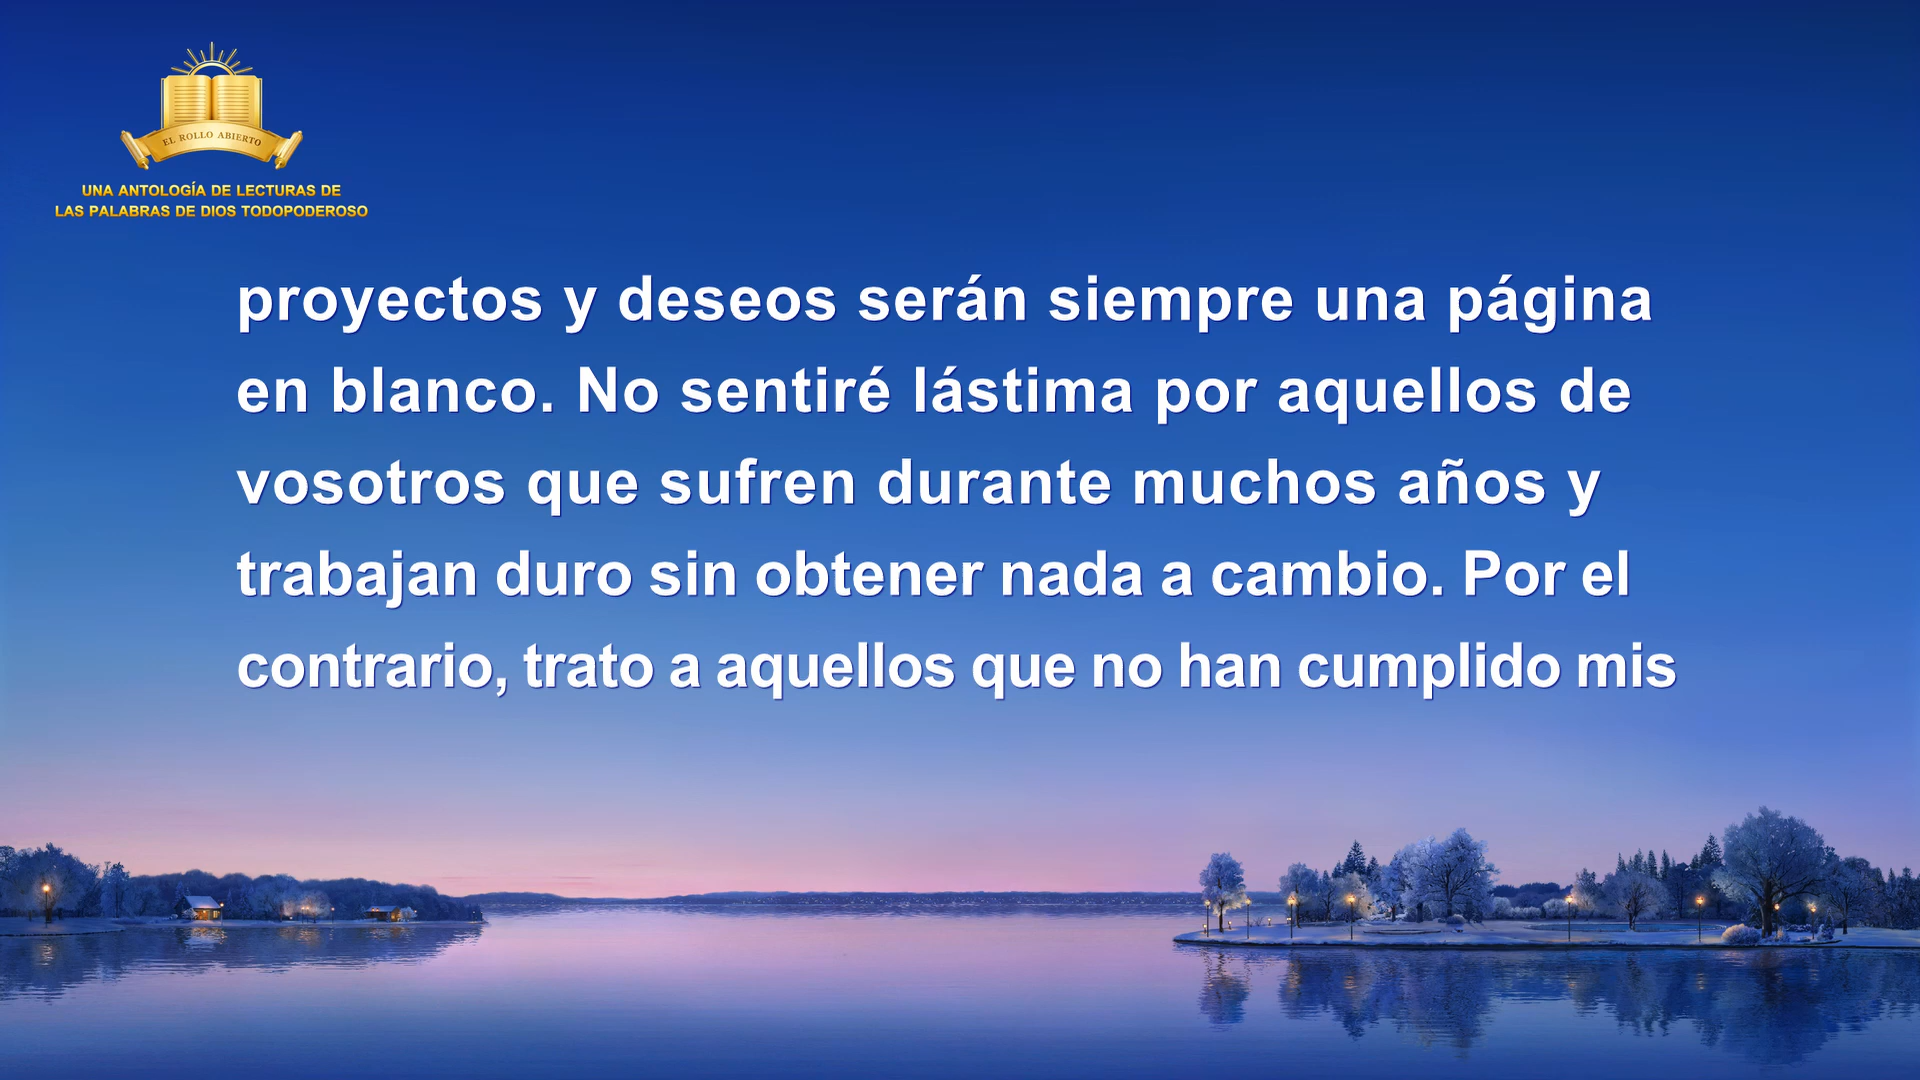 EL ROLLO ABIERTO
UNA ANTOLOGÍA DE LECTURAS DE
LAS PALABRAS DE DIOS TODOPODEROSO
proyectos y deseos serán siempre una página
en blanco. No sentiré lástima por aquellos de
vosotros que sufren durante muchos años y
trabajan duro sin obtener nada a cambio. Por el
contrario, trato a aquellos que no han cumplido mis